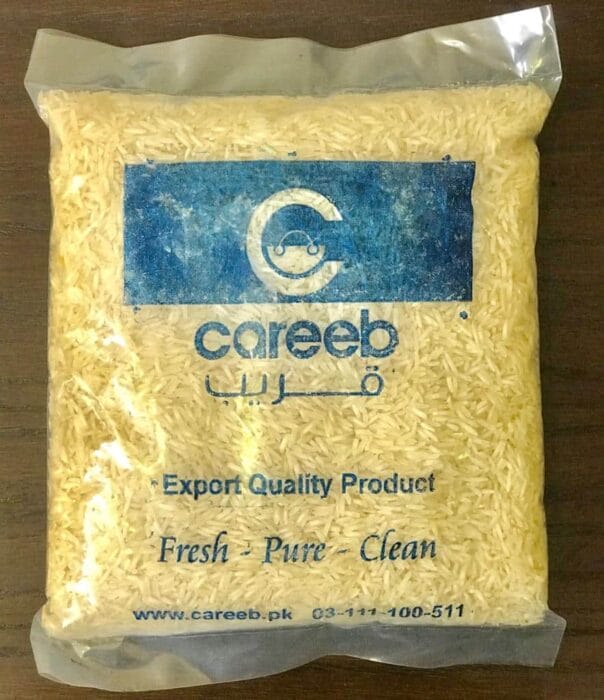 careeb
قريب
Export Quality Product
Fresh - Pure - Clean
www.careeb.pk 03-111-100-511